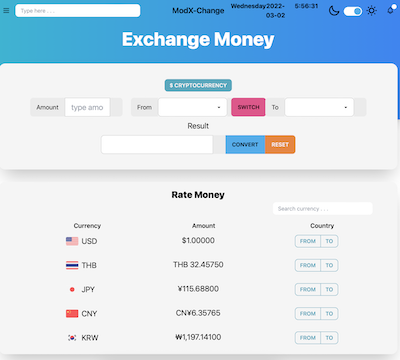 Type here . . . ModX-Change Wednesday2022-03-02 5:56:31
Exchange Money
$ CRYPTOCURRENCY
Amount type amo From SWITCH To
Result
CONVERT RESET
Rate Money
Search currency . . .
Currency Amount Country
USD $1.00000 FROM TO
THB THB 32.45750 FROM TO
JPY ¥115.68800 FROM TO
CNY CN¥6.35765 FROM TO
KRW ₩1,197.14100 FROM TO